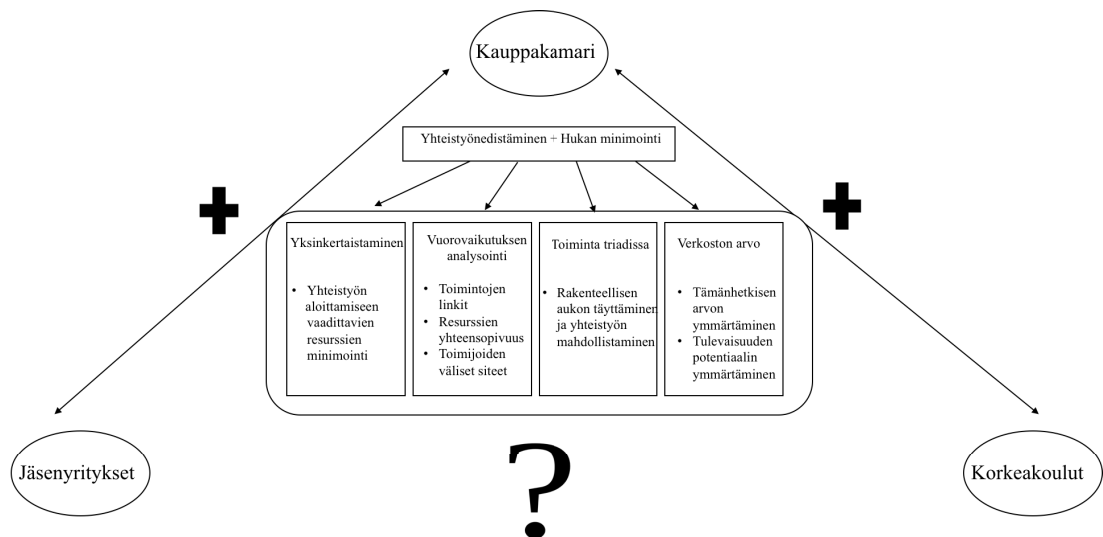 Kauppakamari
Yhteistyönedistäminen + Hukan minimointi
Yksinkertaistaminen
• Yhteistyön
aloittamiseen
vaadittavien
resurssien
minimointi
Vuorovaikutuksen
analysointi
• Toimintojen
linkit
• Resurssien
yhteensopivuus
• Toimijoiden
väliset siteet
Toiminta triadissa
• Rakenteellisen
aukon täyttäminen
ja yhteistyön
mahdollistaminen
Verkoston arvo
• Tämänhetkisen
arvon
ymmärtäminen
• Tulevaisuuden
potentiaalin
ymmärtäminen
Jäsenyritykset
?
Korkeakoulut